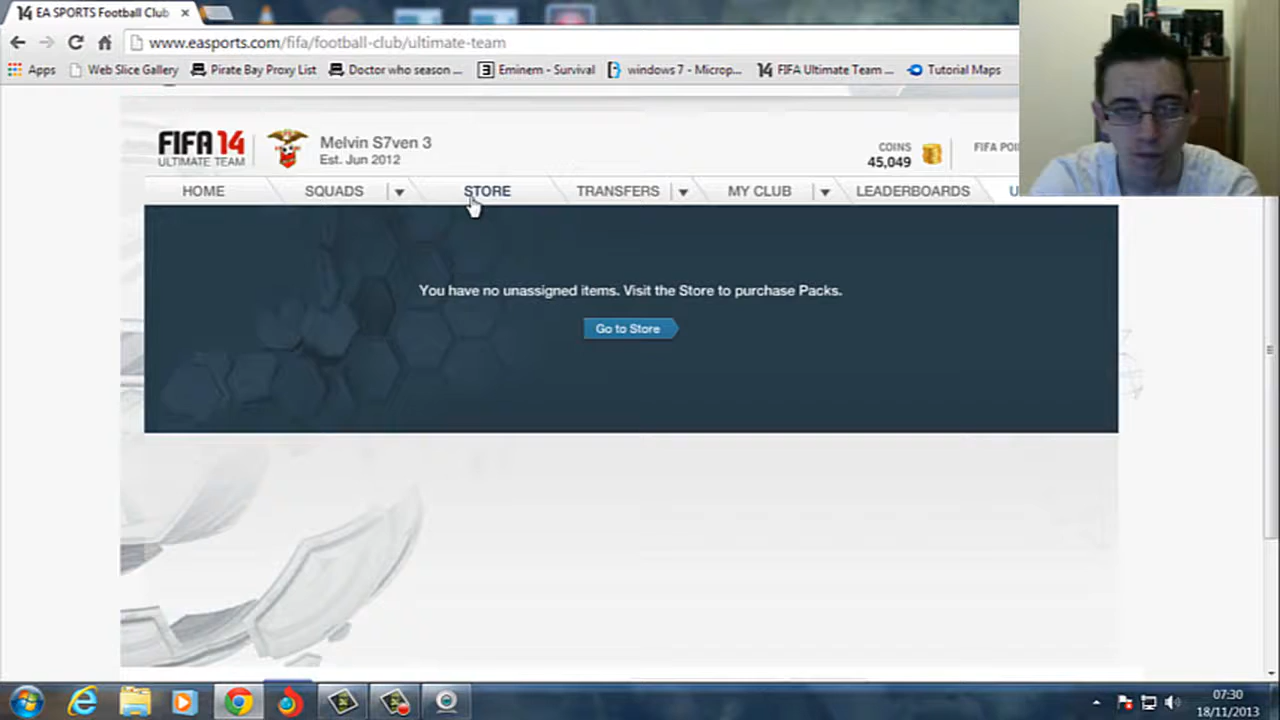 14 EA SPORTS Football Club ×
www.easports.com/fifa/football-club/ultimate-team
Apps Web Slice Gallery Pirate Bay Proxy List Doctor who season ... Eminem - Survival windows 7 - Microp... 14 FIFA Ultimate Team ... Tutorial Maps
FIFA 14
ULTIMATE TEAM
Melvin S7ven 3
Est. Jun 2012
COINS
45,049
FIFA
HOME SQUADS STORE TRANSFERS MY CLUB LEADERBOARDS
You have no unassigned items. Visit the Store to purchase Packs.
Go to Store
07:30
18/11/2013